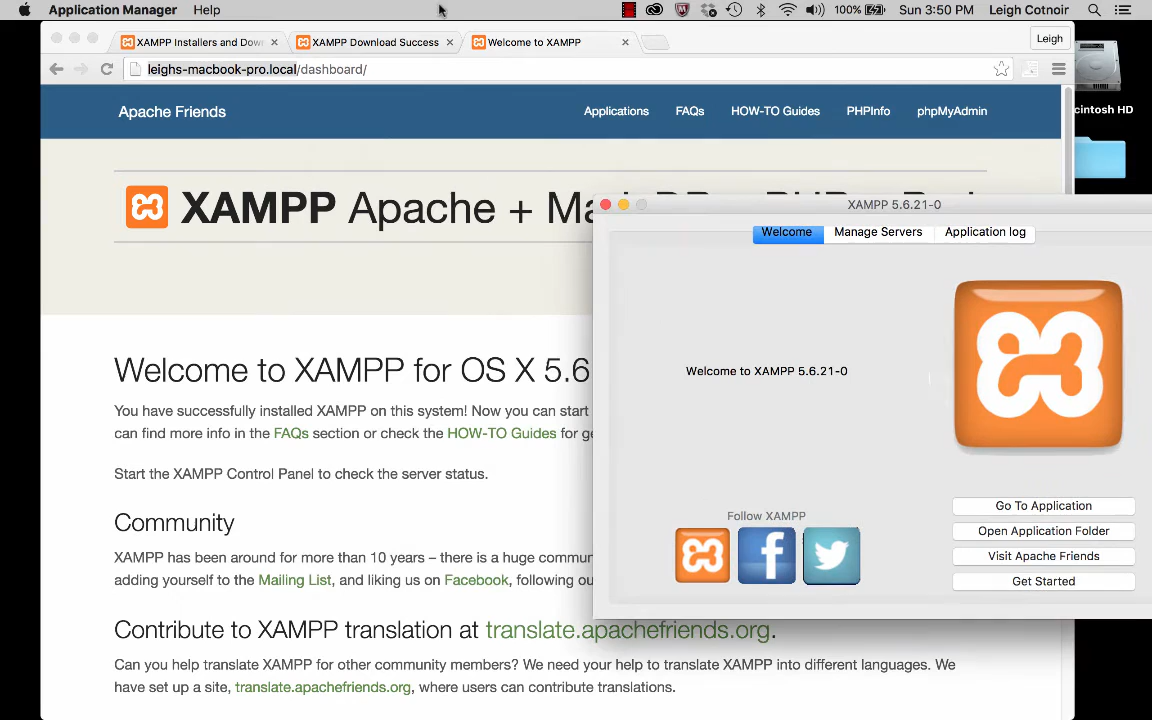 Application Manager Help 100% Sun 3:50 PM Leigh Cotnoir
XAMPP Installers and Dow XAMPP Download Success Welcome to XAMPP Leigh
leighs-macbook-pro.local/dashboard/
cintosh HD
Apache Friends Applications FAQs HOW-TO Guides PHPInfo phpMyAdmin
XAMPP Apache +
Welcome to XAMPP for OS X 5.6
You have successfully installed XAMPP on this system! Now you can start
can find more info in the FAQs section or check the HOW-TO Guides for ge
Start the XAMPP Control Panel to check the server status.
Community
XAMPP has been around for more than 10 years – there is a huge commun
adding yourself to the Mailing List, and liking us on Facebook, following ou
Contribute to XAMPP translation at translate.apachefriends.org.
Can you help translate XAMPP for other community members? We need your help to translate XAMPP into different languages. We
have set up a site, translate.apachefriends.org, where users can contribute translations.
XAMPP 5.6.21-0
Welcome Manage Servers Application log
Welcome to XAMPP 5.6.21-0
Follow XAMPP
Go To Application
Open Application Folder
Visit Apache Friends
Get Started